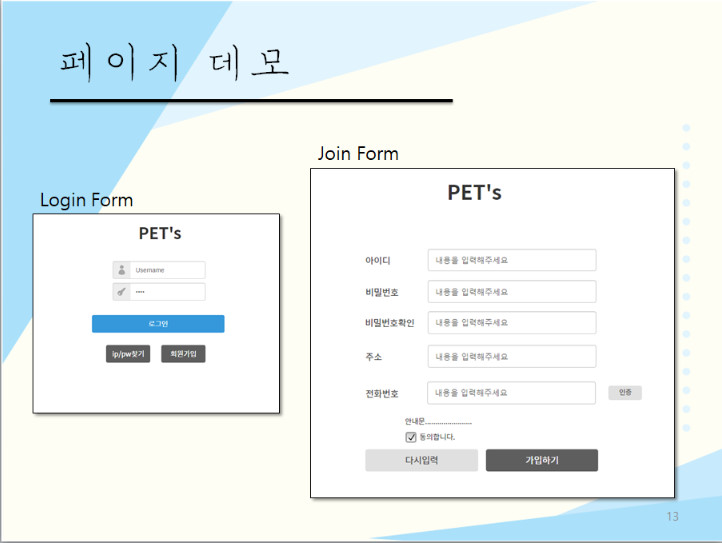 페이지 데모
Login Form
PET's
Username
••••
로그인
ip/pw찾기 회원가입
Join Form
PET's
아이디 내용을 입력해주세요
비밀번호 내용을 입력해주세요
비밀번호확인 내용을 입력해주세요
주소 내용을 입력해주세요
전화번호 내용을 입력해주세요 인증
안내문......................
동의합니다.
다시입력 가입하기
13